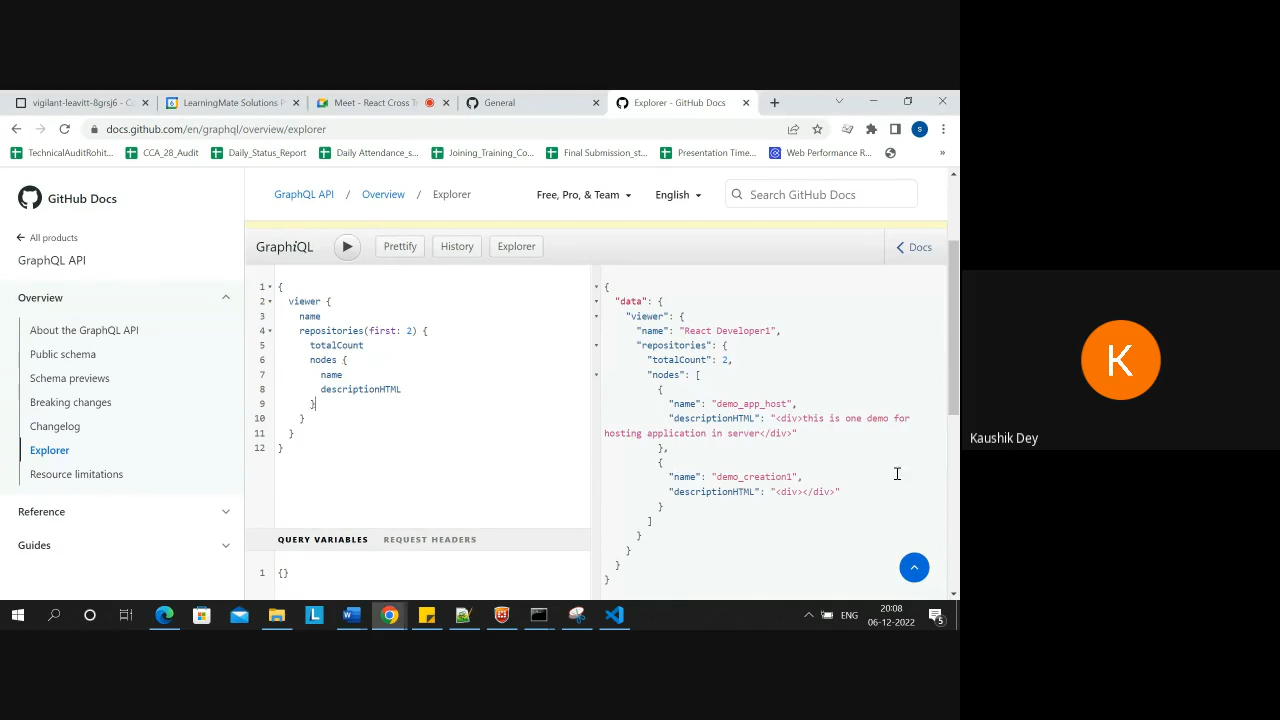 vigilant-leavitt-8grsj6 - C
LearningMate Solutions P
Meet - React Cross T
General
Explorer - GitHub Docs
docs.github.com/en/graphql/overview/explorer
S
TechnicalAuditRohit...
CCA_28_Audit
Daily_Status_Report
Daily Attendance_s...
Joining_Training_Co...
Final Submission_st...
Presentation Time...
Web Performance R...
»
GitHub Docs
GraphQL API / Overview / Explorer
Free, Pro, & Team
English
Search GitHub Docs
All products
GraphQL API
Overview
About the GraphQL API
Public schema
Schema previews
Breaking changes
Changelog
Explorer
Resource limitations
Reference
Guides
GraphiQL
Prettify
History
Explorer
Docs
1 {
2 viewer {
3 name
4 repositories(first: 2) {
5 totalCount
6 nodes {
7 name
8 descriptionHTML
9 }
10 }
11 }
12 }
QUERY VARIABLES REQUEST HEADERS
1 {}
{
"data": {
"viewer": {
"name": "React Developer1",
"repositories": {
"totalCount": 2,
"nodes": [
{
"name": "demo_app_host",
"descriptionHTML": "<div>this is one demo for
hosting application in server</div>"
},
{
"name": "demo_creation1",
"descriptionHTML": "<div></div>"
}
]
}
}
}
}
K
Kaushik Dey
L
ENG
20:08
06-12-2022
5